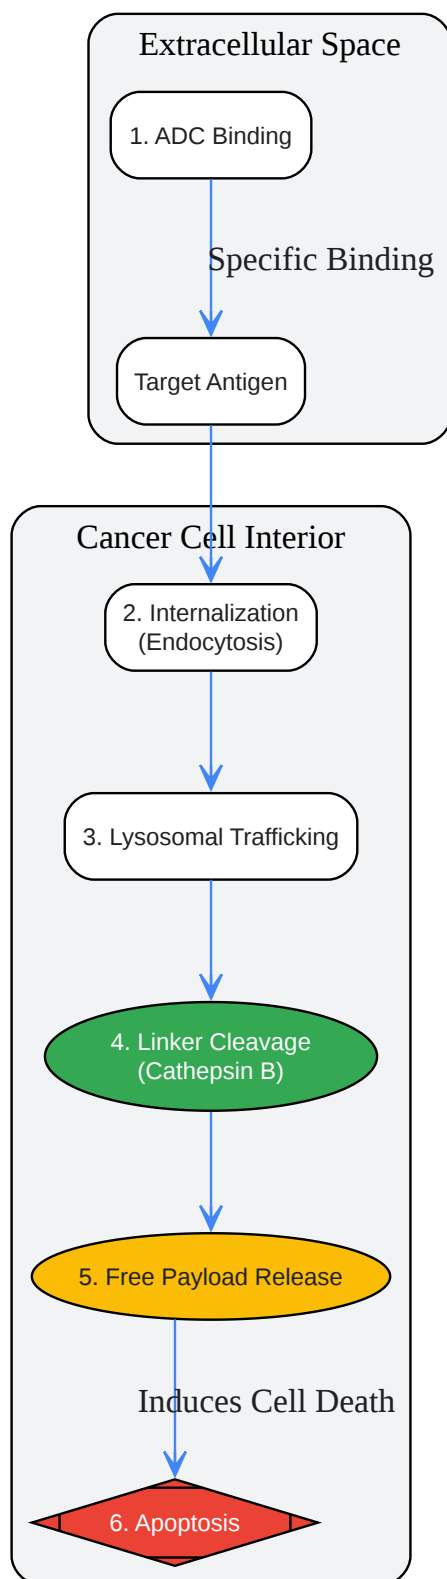 Extracellular Space
1. ADC Binding
Specific Binding
Target Antigen
Cancer Cell Interior
2. Internalization
(Endocytosis)
3. Lysosomal Trafficking
4. Linker Cleavage
(Cathepsin B)
5. Free Payload Release
Induces Cell Death
6. Apoptosis